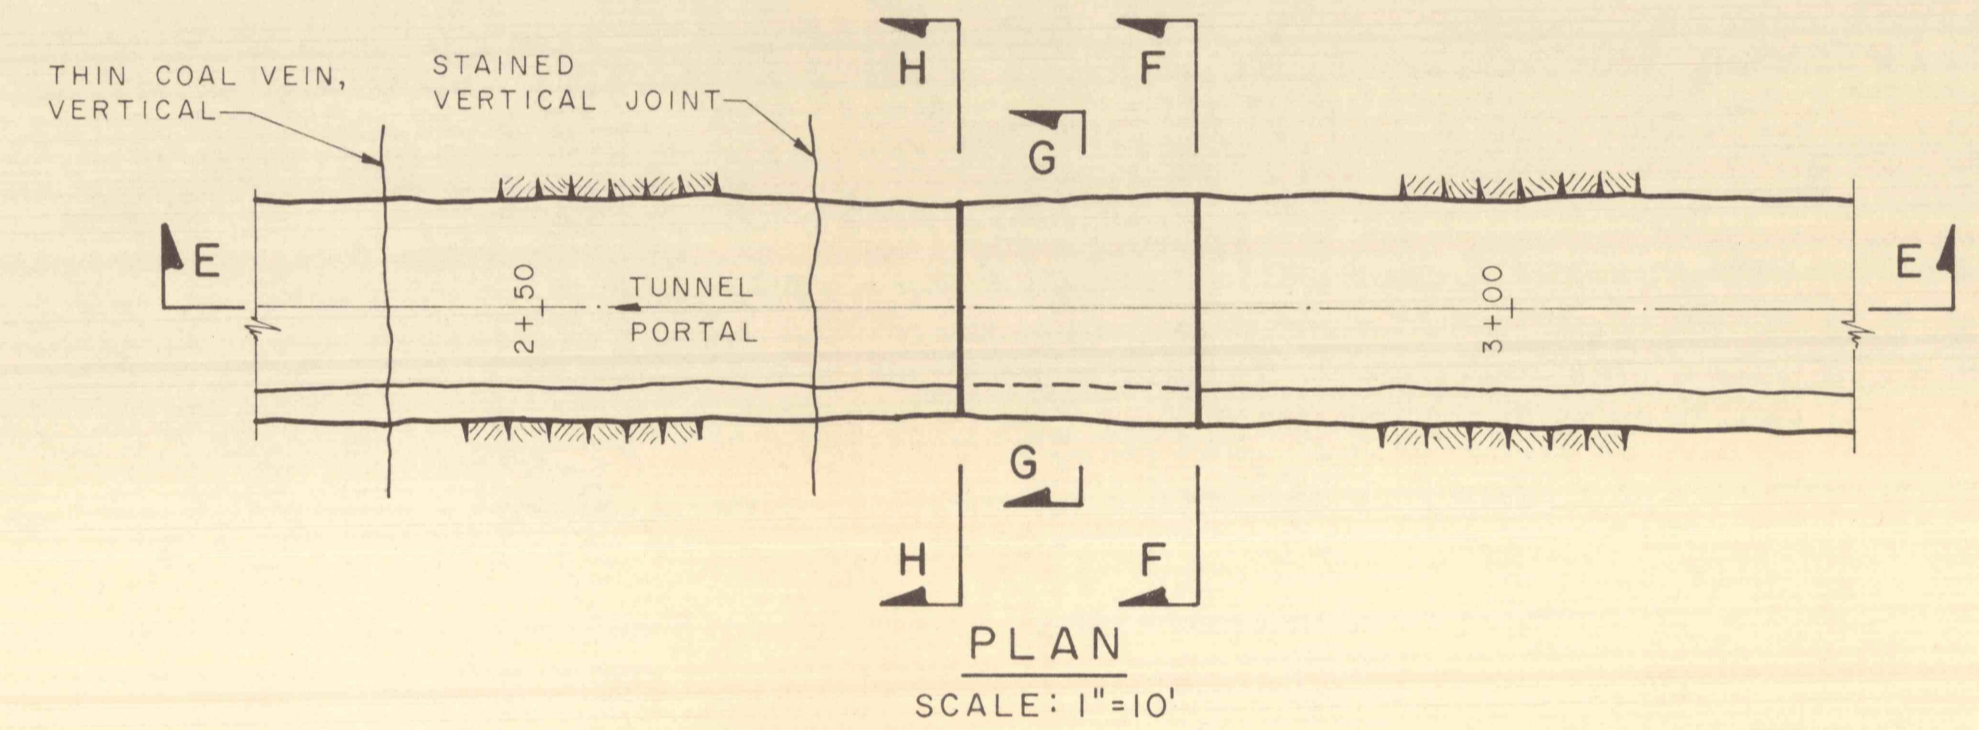 THIN COAL VEIN,
VERTICAL
STAINED
VERTICAL JOINT
H
F
G
E
E
2+50
TUNNEL
PORTAL
3+00
G
H
F
PLAN
SCALE: 1"=10'